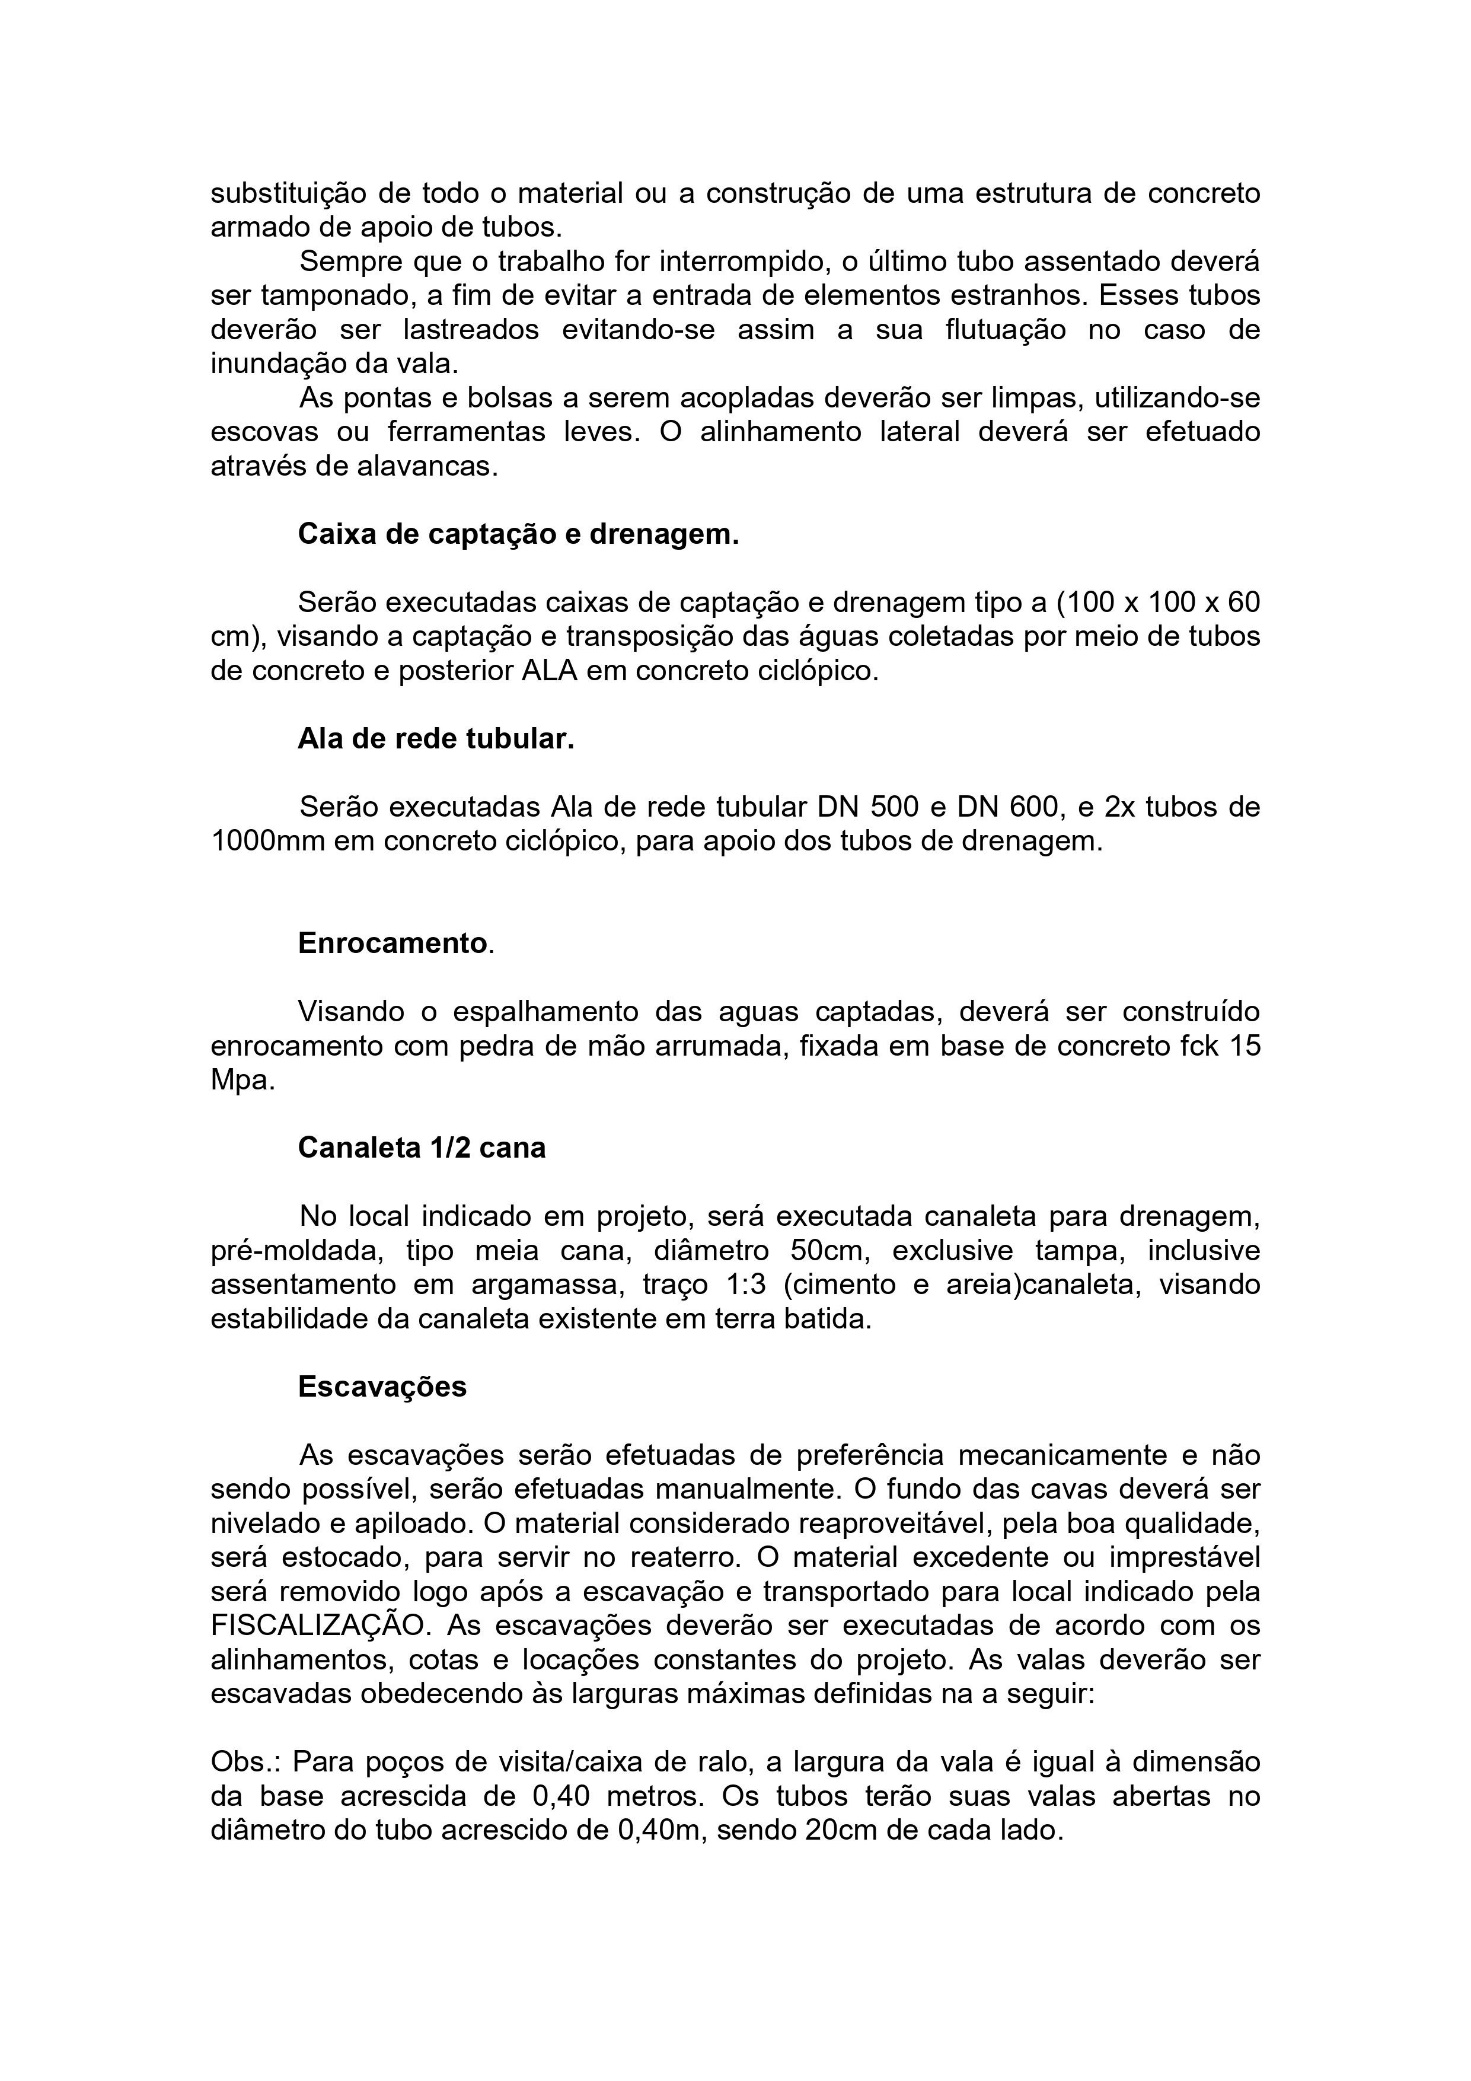 substituição de todo o material ou a construção de uma estrutura de concreto
armado de apoio de tubos.
Sempre que o trabalho for interrompido, o último tubo assentado deverá
ser tamponado, a fim de evitar a entrada de elementos estranhos. Esses tubos
deverão ser lastreados evitando-se assim a sua flutuação no caso de
inundação da vala.
As pontas e bolsas a serem acopladas deverão ser limpas, utilizando-se
escovas ou ferramentas leves. O alinhamento lateral deverá ser efetuado
através de alavancas.
Caixa de captação e drenagem.
Serão executadas caixas de captação e drenagem tipo a (100 x 100 x 60
cm), visando a captação e transposição das águas coletadas por meio de tubos
de concreto e posterior ALA em concreto ciclópico.
Ala de rede tubular.
Serão executadas Ala de rede tubular DN 500 e DN 600, e 2x tubos de
1000mm em concreto ciclópico, para apoio dos tubos de drenagem.
Enrocamento.
Visando o espalhamento das aguas captadas, deverá ser construído
enrocamento com pedra de mão arrumada, fixada em base de concreto fck 15
Mpa.
Canaleta 1/2 cana
No local indicado em projeto, será executada canaleta para drenagem,
pré-moldada, tipo meia cana, diâmetro 50cm, exclusive tampa, inclusive
assentamento em argamassa, traço 1:3 (cimento e areia)canaleta, visando
estabilidade da canaleta existente em terra batida.
Escavações
As escavações serão efetuadas de preferência mecanicamente e não
sendo possível, serão efetuadas manualmente. O fundo das cavas deverá ser
nivelado e apiloado. O material considerado reaproveitável, pela boa qualidade,
será estocado, para servir no reaterro. O material excedente ou imprestável
será removido logo após a escavação e transportado para local indicado pela
FISCALIZAÇÃO. As escavações deverão ser executadas de acordo com os
alinhamentos, cotas e locações constantes do projeto. As valas deverão ser
escavadas obedecendo às larguras máximas definidas na a seguir:
Obs.: Para poços de visita/caixa de ralo, a largura da vala é igual à dimensão
da base acrescida de 0,40 metros. Os tubos terão suas valas abertas no
diâmetro do tubo acrescido de 0,40m, sendo 20cm de cada lado.